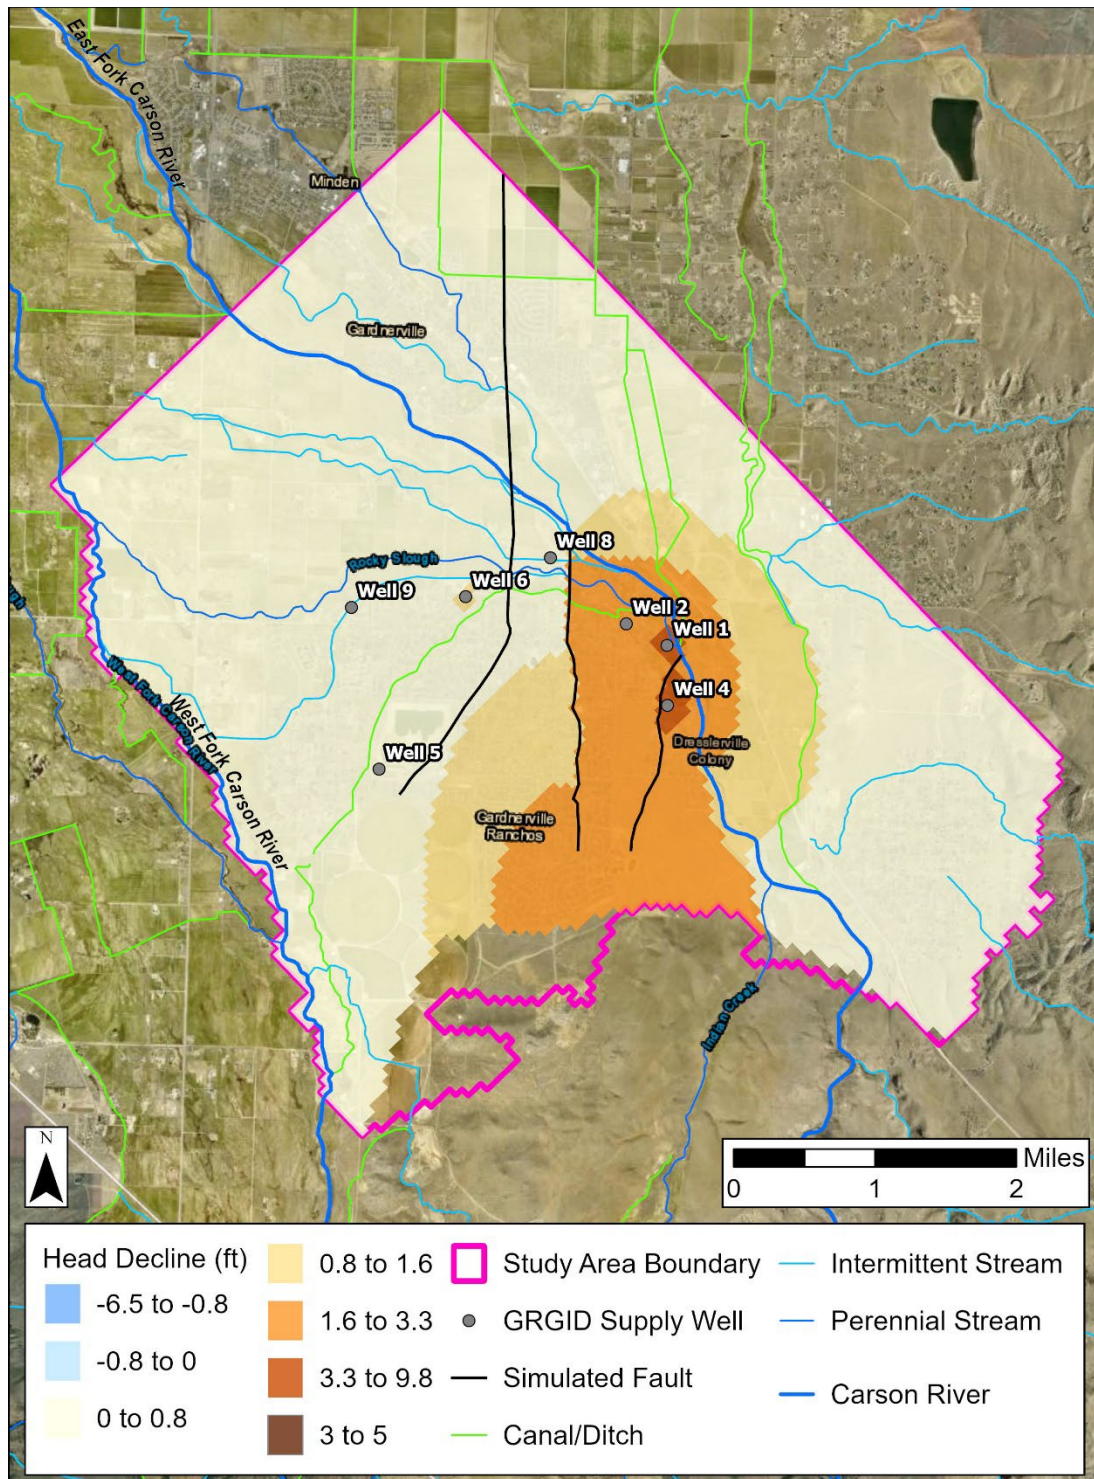 East Fork Carson River
Minden
Gardnerville
Well 8
Rocky Slough
Well 6
Well 9
Well 2
Well 1
West Fork Carson River
West Fork Carson River
Well 4
Dresslerville
Colony
Well 5
Gardnerville
Ranchos
Indian Creek
N
Miles
0 1 2
Head Decline (ft)
-6.5 to -0.8
-0.8 to 0
0 to 0.8
0.8 to 1.6
1.6 to 3.3
3.3 to 9.8
3 to 5
Study Area Boundary
GRGID Supply Well
Simulated Fault
Canal/Ditch
Intermittent Stream
Perennial Stream
Carson River